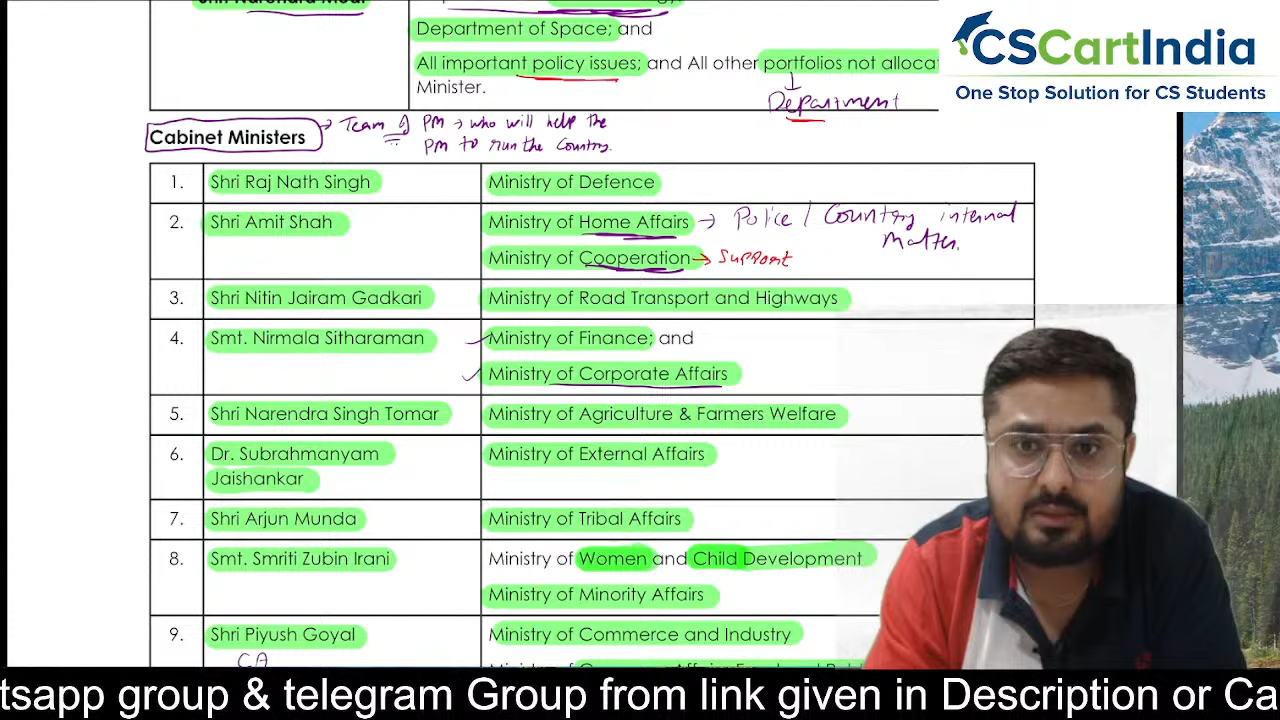 Shri Narendra Modi
Department of Space; and
All important policy issues; and All other portfolios not alloca
Minister.
Department
CSCartIndia
One Stop Solution for CS Students
Cabinet Ministers
Team of PM → who will help the
PM to run the Country.
1. Shri Raj Nath Singh Ministry of Defence
2. Shri Amit Shah Ministry of Home Affairs → Police / Country internal
Matter.
Ministry of Cooperation → Support
3. Shri Nitin Jairam Gadkari Ministry of Road Transport and Highways
4. Smt. Nirmala Sitharaman Ministry of Finance; and
Ministry of Corporate Affairs
5. Shri Narendra Singh Tomar Ministry of Agriculture & Farmers Welfare
6. Dr. Subrahmanyam Ministry of External Affairs
Jaishankar
7. Shri Arjun Munda Ministry of Tribal Affairs
8. Smt. Smriti Zubin Irani Ministry of Women and Child Development
Ministry of Minority Affairs
9. Shri Piyush Goyal Ministry of Commerce and Industry
CA
tsapp group & telegram Group from link given in Description or Ca